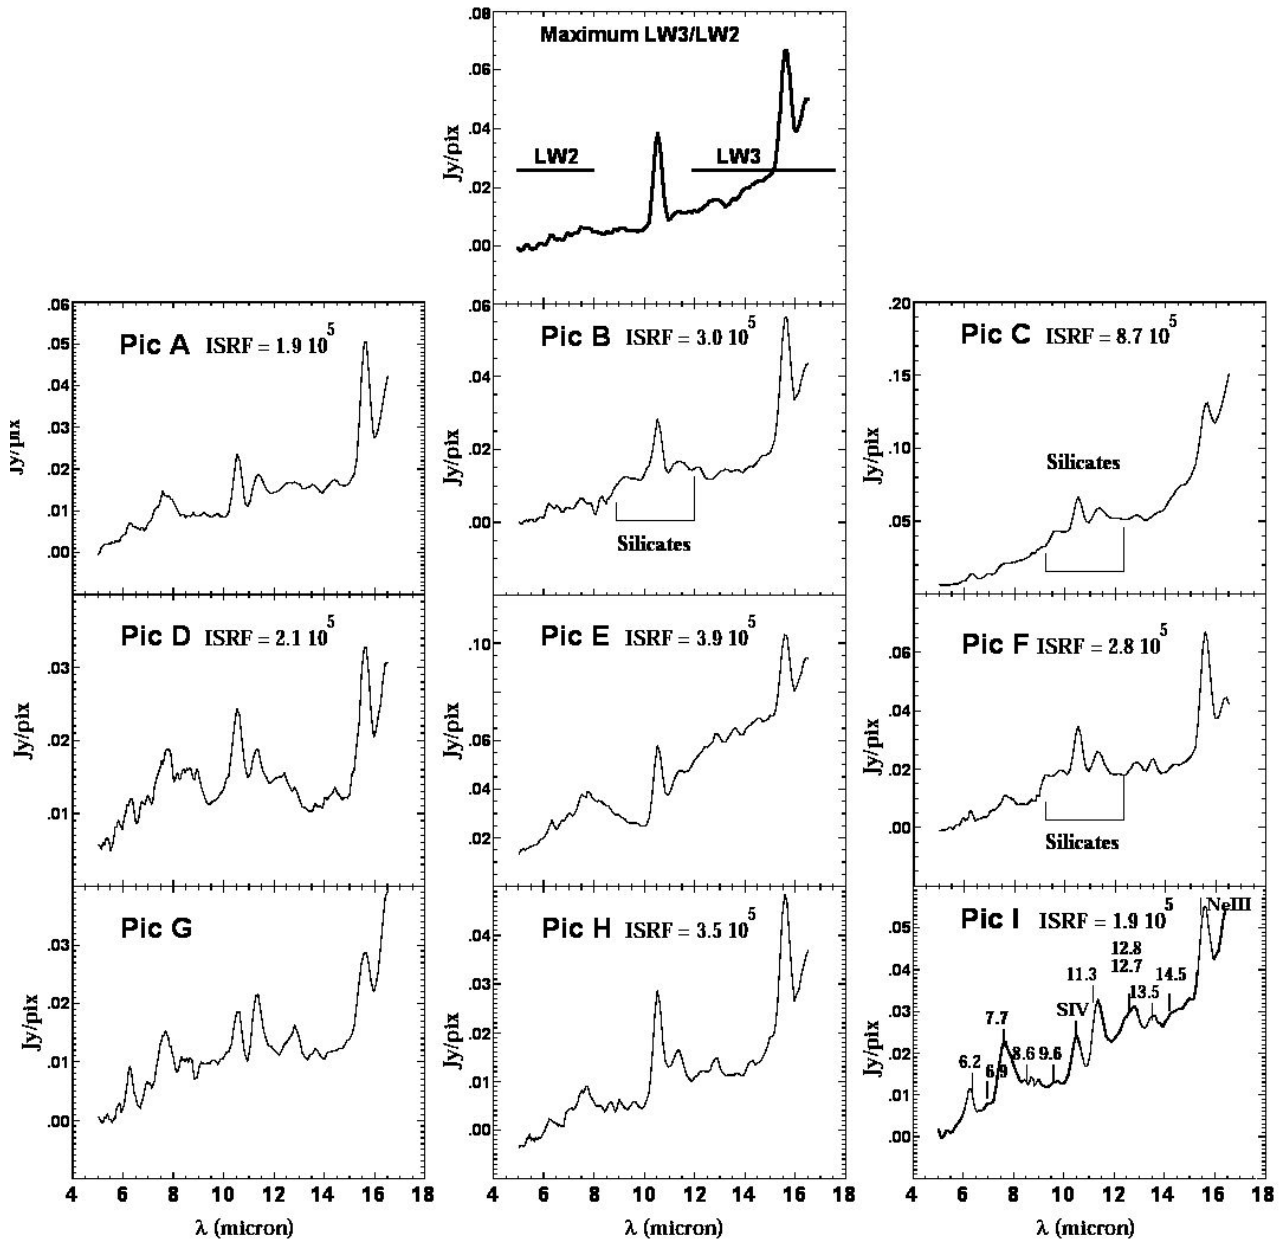 Maximum LW3/LW2
.08
.06
.04
.02
.00
Jy/pix
LW2
LW3
4 6 8 10 12 14 16 18
Pic A ISRF = 1.9 10^5
.06
.05
.04
.03
.02
.01
.00
Jy/pix
Pic B ISRF = 3.0 10^5
.06
.04
.02
.00
Jy/pix
Silicates
Pic C ISRF = 8.7 10^5
.20
.15
.10
.05
Jy/pix
Silicates
Pic D ISRF = 2.1 10^5
.03
.02
.01
Jy/pix
Pic E ISRF = 3.9 10^5
.10
.08
.06
.04
.02
Jy/pix
Pic F ISRF = 2.8 10^5
.06
.04
.02
.00
Jy/pix
Silicates
Pic G
.03
.02
.01
.00
Jy/pix
4 6 8 10 12 14 16 18
λ (micron)
Pic H ISRF = 3.5 10^5
.04
.03
.02
.01
.00
Jy/pix
4 6 8 10 12 14 16 18
λ (micron)
Pic I ISRF = 1.9 10^5
NeIII
.05
.04
.03
.02
.01
.00
Jy/pix
12.8
12.7
11.3
14.5
13.5
SIV
7.7
8.6
9.6
6.2
6.9
4 6 8 10 12 14 16 18
λ (micron)